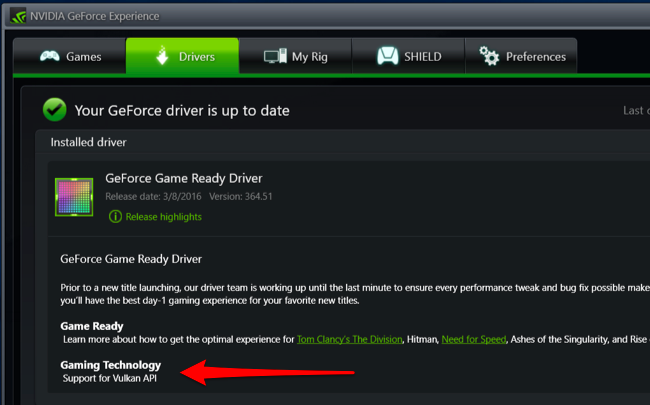 NVIDIA GeForce Experience
Games Drivers My Rig SHIELD Preferences
Your GeForce driver is up to date Last
Installed driver
GeForce Game Ready Driver
Release date: 3/8/2016 Version: 364.51
Release highlights
GeForce Game Ready Driver
Prior to a new title launching, our driver team is working up until the last minute to ensure every performance tweak and bug fix possible make
you'll have the best day-1 gaming experience for your favorite new titles.
Game Ready
Learn more about how to get the optimal experience for Tom Clancy's The Division, Hitman, Need for Speed, Ashes of the Singularity, and Rise
Gaming Technology
Support for Vulkan API